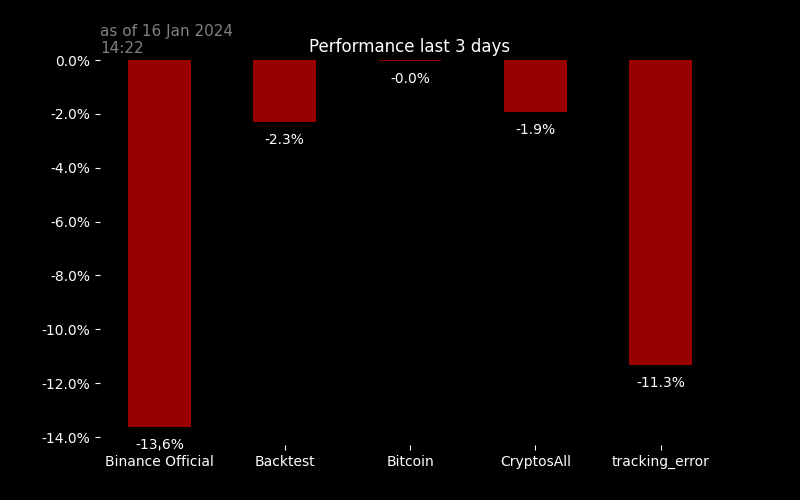 as of 16 Jan 2024
14:22
Performance last 3 days
0.0%
-2.0%
-4.0%
-6.0%
-8.0%
-10.0%
-12.0%
-14.0%
-13.6%
-2.3%
-0.0%
-1.9%
-11.3%
Binance Official
Backtest
Bitcoin
CryptosAll
tracking_error